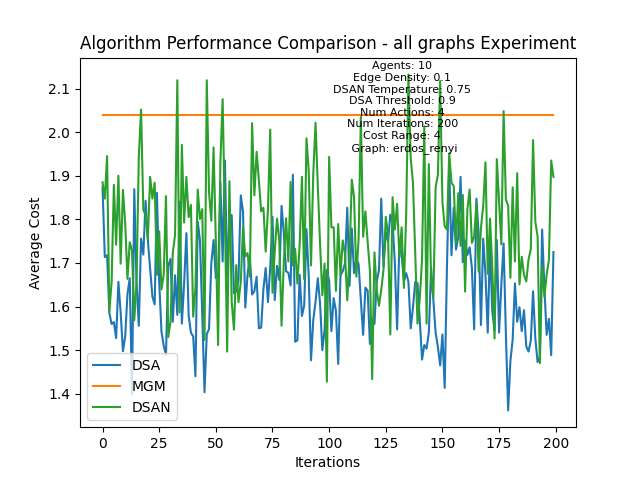 Algorithm Performance Comparison - all graphs Experiment
Agents: 10
Edge Density: 0.1
DSAN Temperature: 0.75
DSA Threshold: 0.9
Num Actions: 4
Num Iterations: 200
Cost Range: 4
Graph: erdos_renyi
2.1
2.0
1.9
1.8
1.7
1.6
1.5
1.4
Average Cost
DSA
MGM
DSAN
0 25 50 75 100 125 150 175 200
Iterations